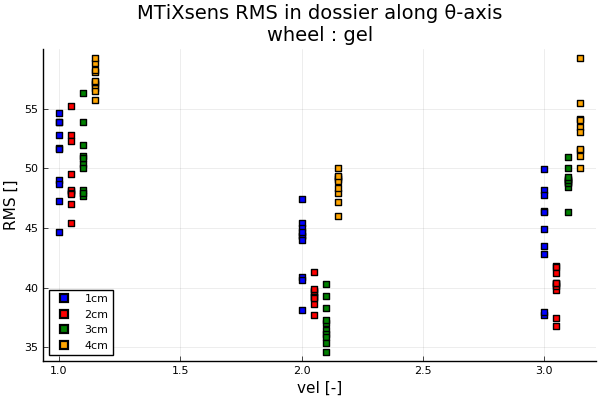 MTiXsens RMS in dossier along θ-axis
wheel : gel
RMS []
55
50
45
40
35
1cm
2cm
3cm
4cm
1.0
1.5
2.0
2.5
3.0
vel [-]